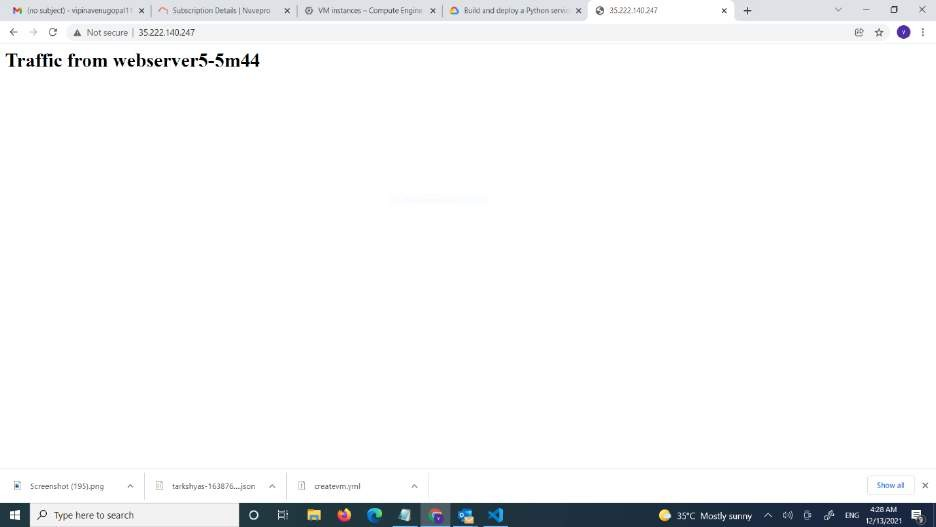 (no subject) - vipinavenugopal11
Subscription Details | Nuvepro
VM instances – Compute Engine
Build and deploy a Python servic
35.222.140.247
Not secure | 35.222.140.247
V
Traffic from webserver5-5m44
Screenshot (195).png
tarkshyas-163876....json
createvm.yml
Show all
Type here to search
35°C Mostly sunny
ENG
4:28 AM
12/13/2021